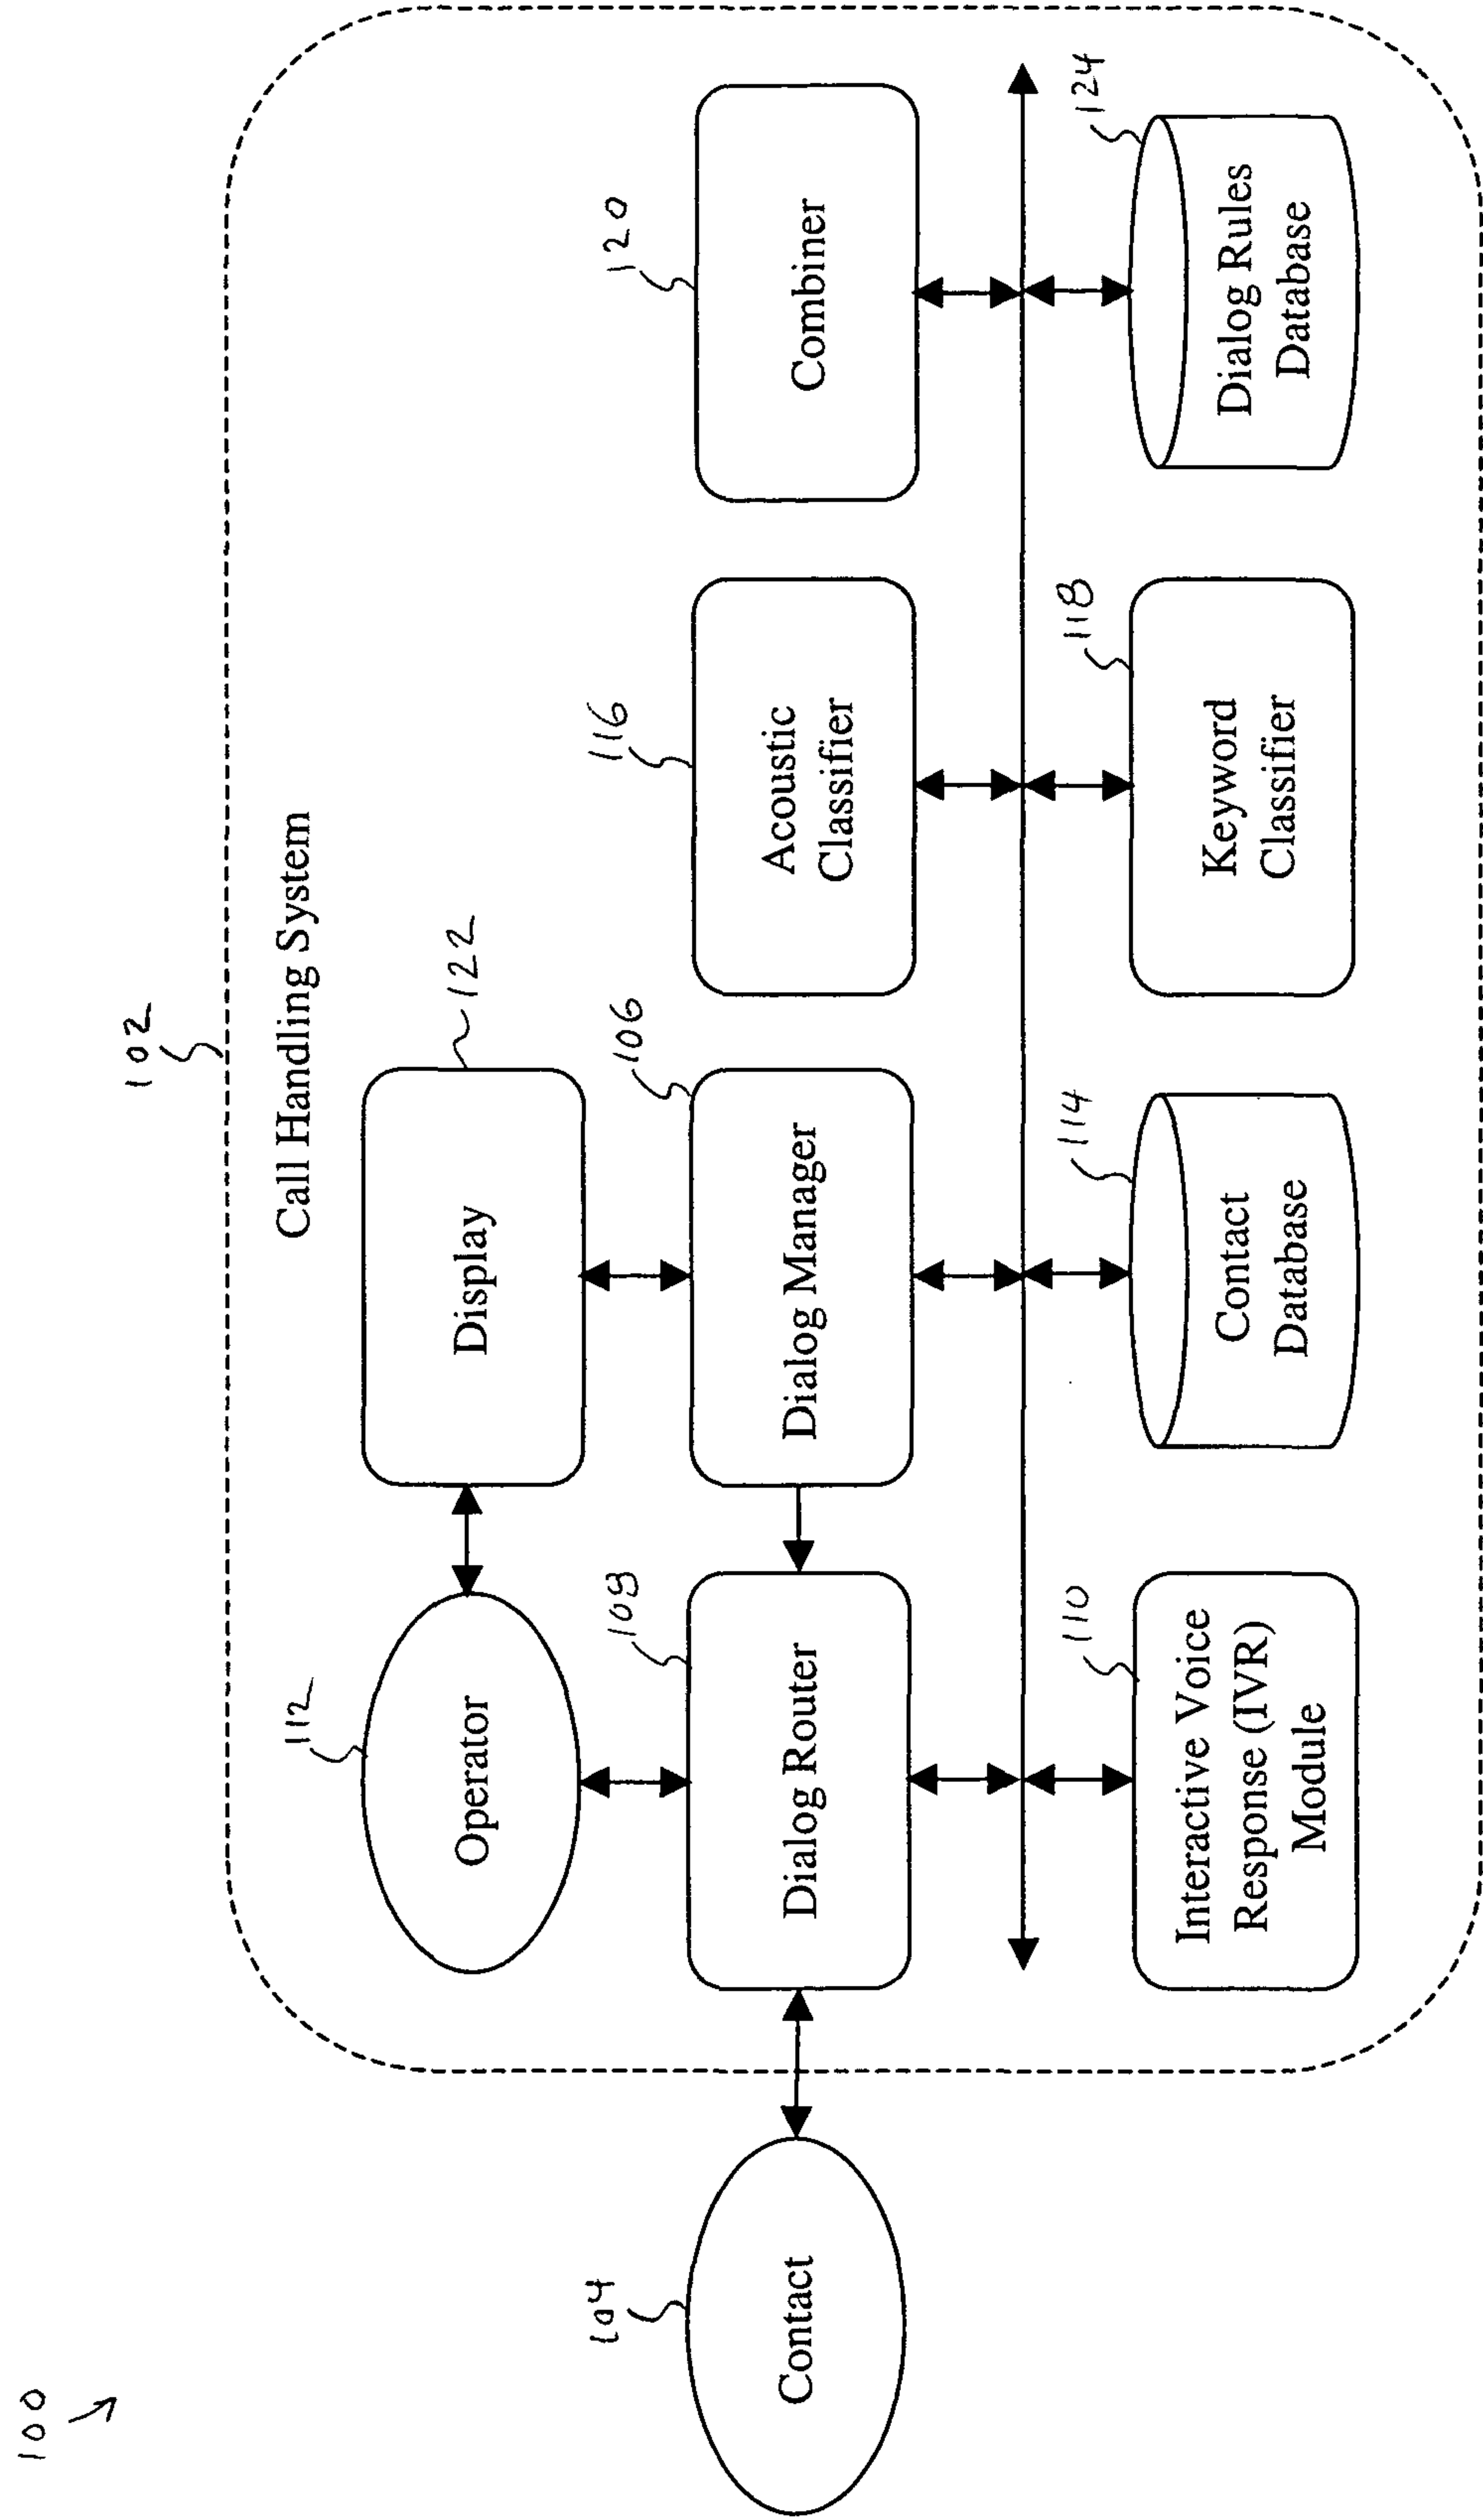 100
102
Call Handling System
112
Operator
Display
122
104
Contact
108
Dialog Router
106
Dialog Manager
116
Acoustic
Classifier
120
Combiner
110
Interactive Voice
Response (IVR)
Module
114
Contact
Database
118
Keyword
Classifier
124
Dialog Rules
Database